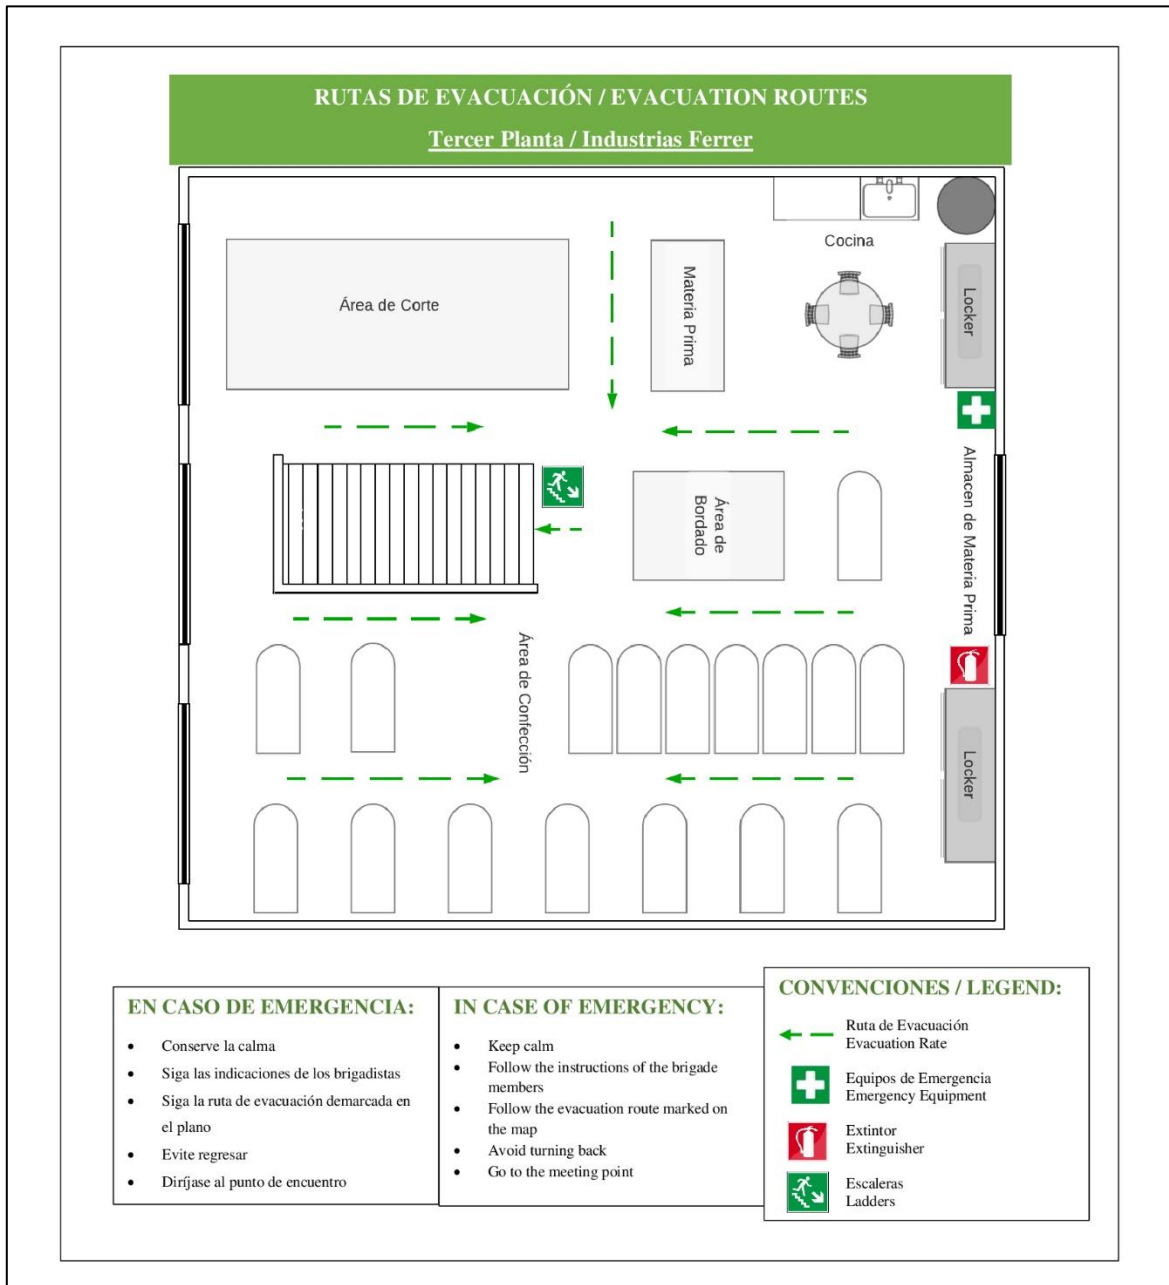 RUTAS DE EVACUACIÓN / EVACUATION ROUTES
Tercer Planta / Industrias Ferrer
Cocina
Área de Corte
Materia Prima
Locker
Almacen de Materia Prima
Área de
Bordado
Área de Confección
Locker
EN CASO DE EMERGENCIA:
• Conserve la calma
• Siga las indicaciones de los brigadistas
• Siga la ruta de evacuación demarcada en
el plano
• Evite regresar
• Diríjase al punto de encuentro
IN CASE OF EMERGENCY:
• Keep calm
• Follow the instructions of the brigade
members
• Follow the evacuation route marked on
the map
• Avoid turning back
• Go to the meeting point
CONVENCIONES / LEGEND:
Ruta de Evacuación
Evacuation Rate
Equipos de Emergencia
Emergency Equipment
Extintor
Extinguisher
Escaleras
Ladders